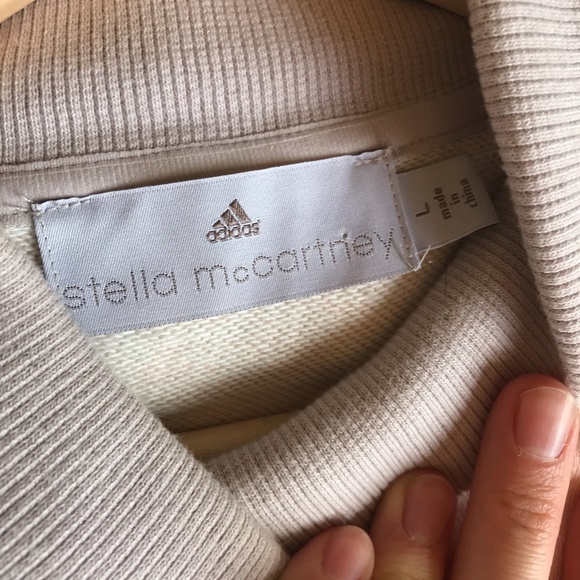 adidas
stella mccartney
L
made
in
china